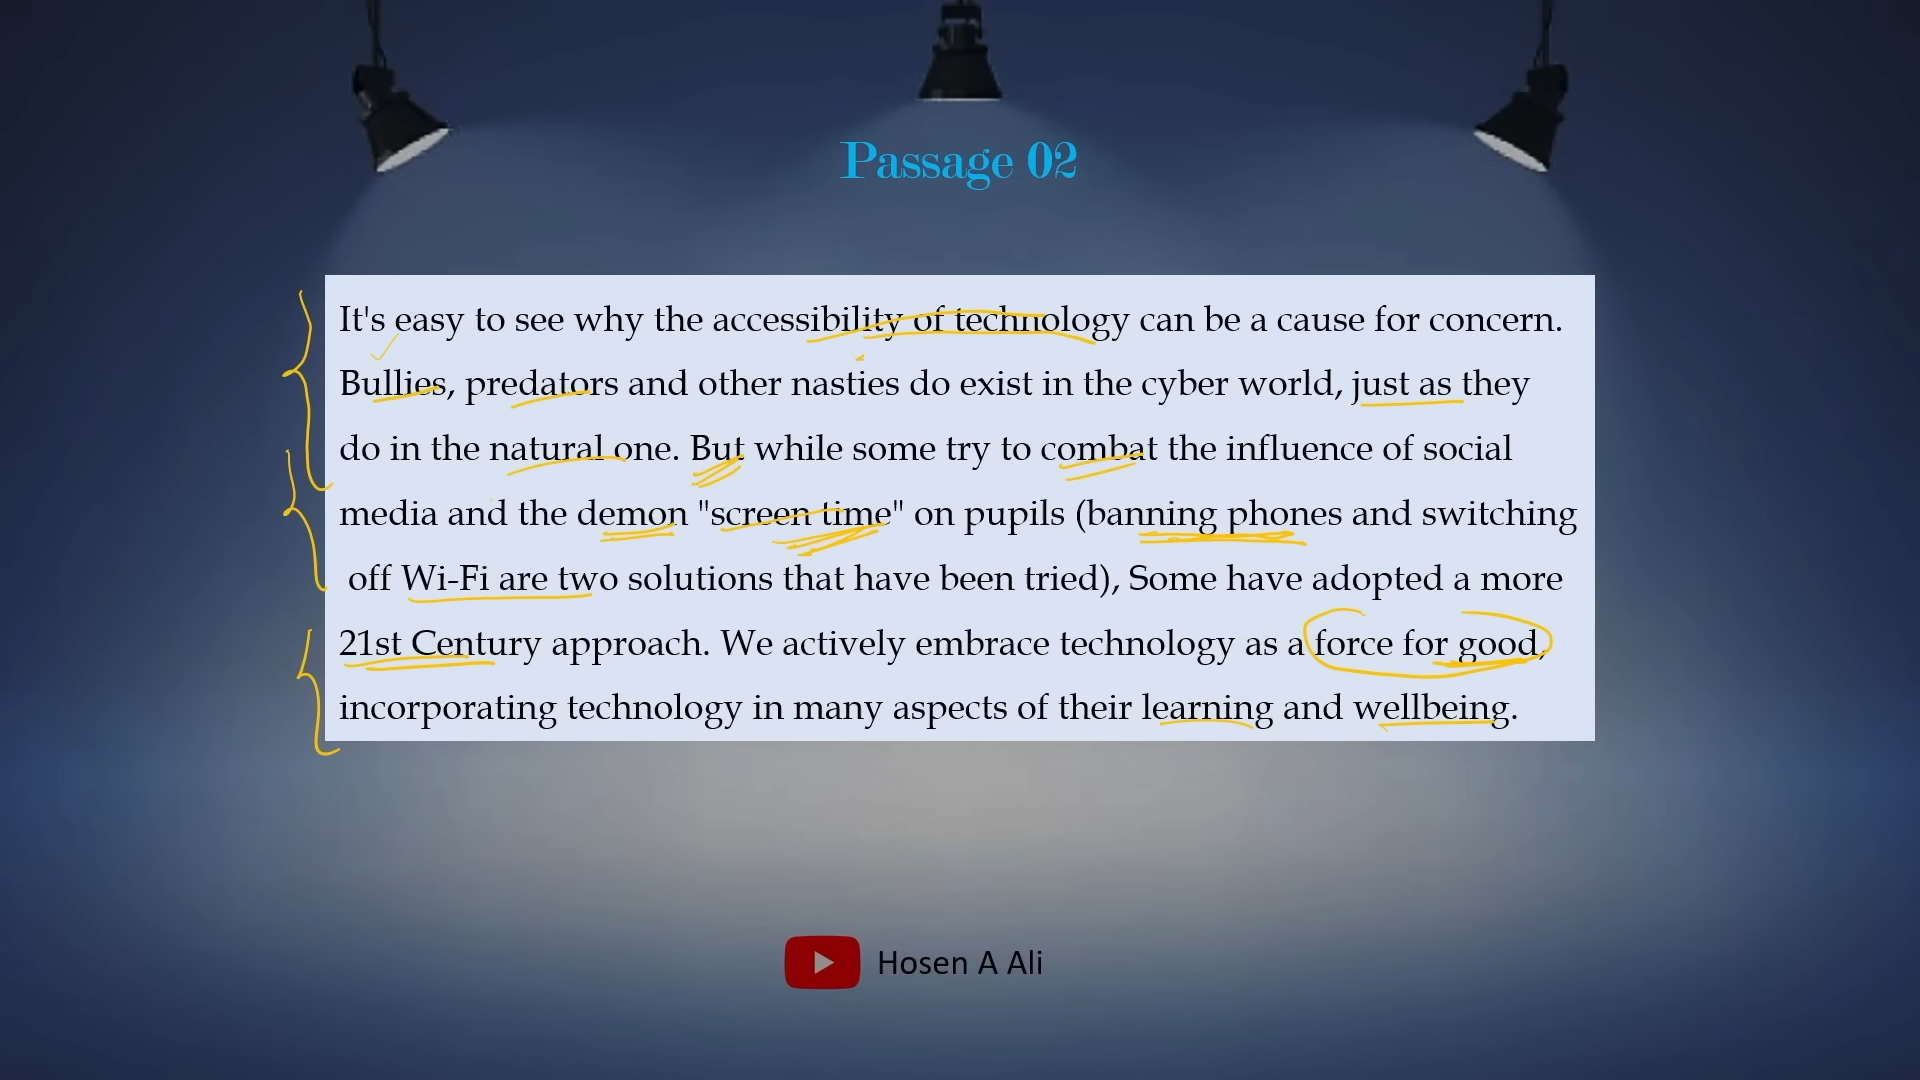 Passage 02
It's easy to see why the accessibility of technology can be a cause for concern.
Bullies, predators and other nasties do exist in the cyber world, just as they
do in the natural one. But while some try to combat the influence of social
media and the demon "screen time" on pupils (banning phones and switching
off Wi-Fi are two solutions that have been tried), Some have adopted a more
21st Century approach. We actively embrace technology as a force for good,
incorporating technology in many aspects of their learning and wellbeing.
Hosen A Ali